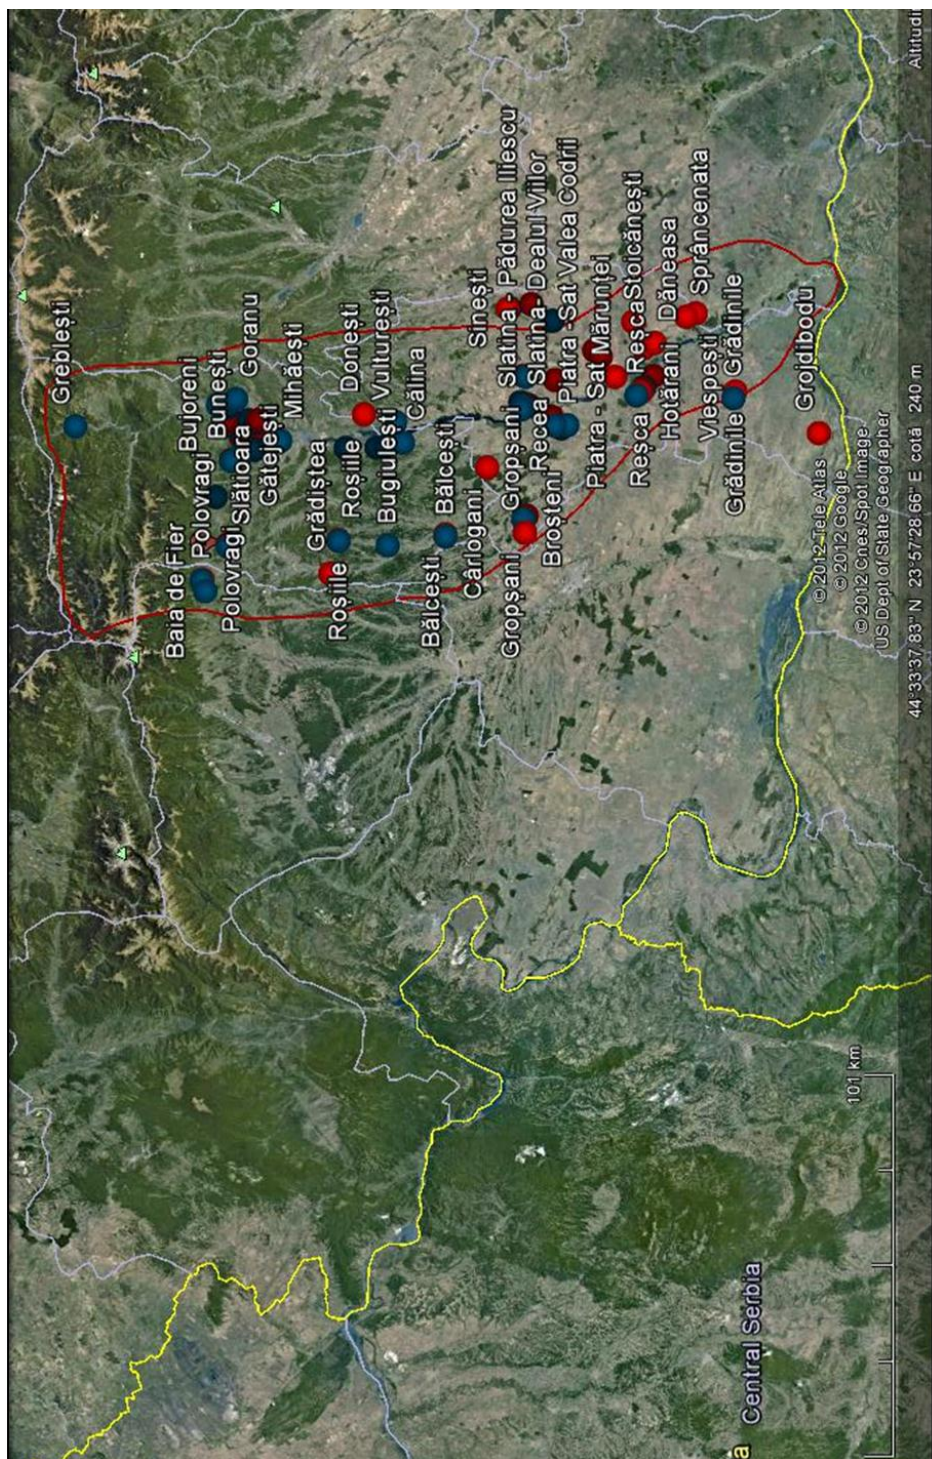 Greblești
Baia de Fier
Bujoreni
Polovragi
Bunești
Polovragi
Slătioara
Goranu
Gătejești
Mihăești
Grădiștea
Roșiile
Roșiile
Donești
Vulturiești
Bugiulești
Călina
Bălcești
Bălcești
Cârlogani
Sinești
Slatina - Pădurea Iliescu
Gropșani
Gropșani
Slatina - Dealul Viilor
Recea
Broșteni
Piatra - Sat Valea Codrii
Piatra - Sat Mărunței
Stoicănești
Reșca
Reșca
Dăneasa
Hotărani
Sprâncenata
Viespești
Grădinile
Grădinile
Grojdibodu
Central Serbia
a
101 km
© 2012 Tele Atlas
© 2012 Google
© 2012 Cnes/Spot Image
US Dept of State Geographer
44°33'37.83" N 23°57'28.66" E cotă 240 m
Altitudi